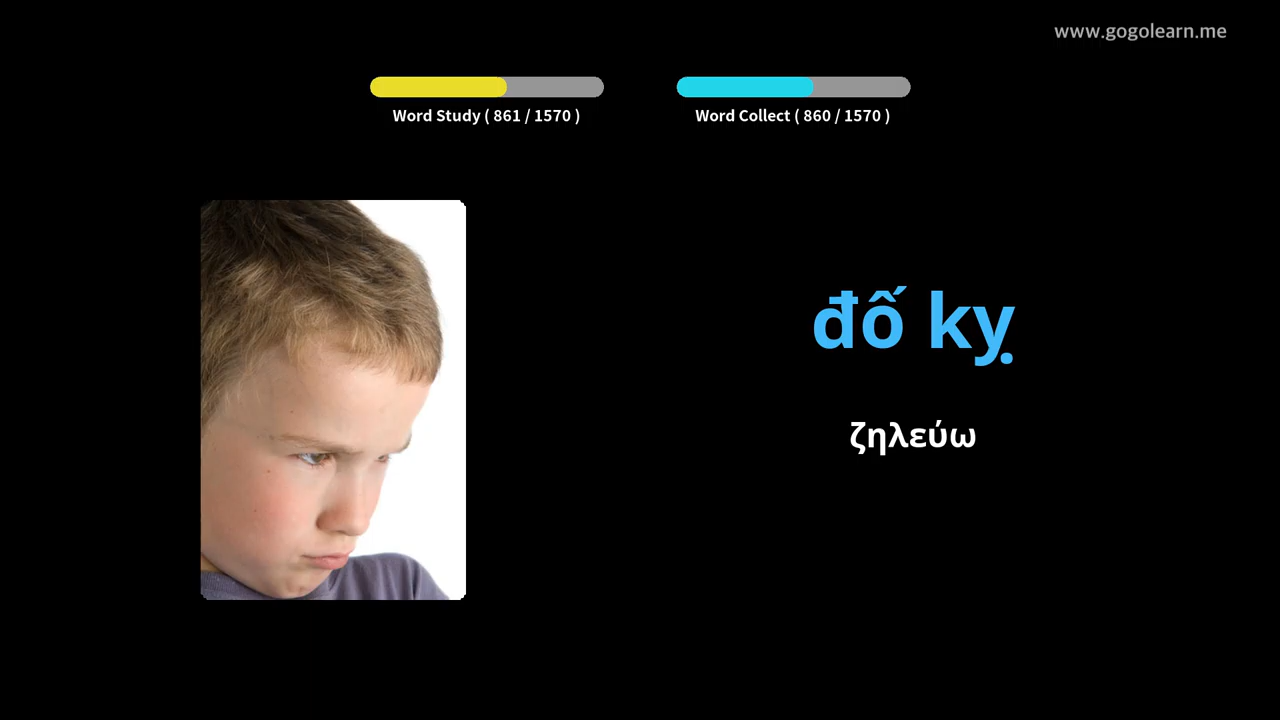 www.gogolearn.me
Word Study ( 861 / 1570 )
Word Collect ( 860 / 1570 )
đố kỵ
ζηλεύω